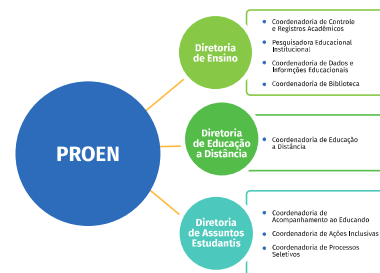 PROEN
Diretoria
de Ensino
Coordenadoria de Controle
e Registros Acadêmicos
Pesquisadora Educacional
Institucional
Coordenadoria de Dados e
Informções Educacionais
Coordenadoria de Biblioteca
Diretoria
de Educação
a Distância
Coordenadoria de Educação
a Distância
Diretoria
de Assuntos
Estudantis
Coordenadoria de
Acompanhamento ao Educando
Coordenadoria de Ações Inclusivas
Coordenadoria de Processos
Seletivos